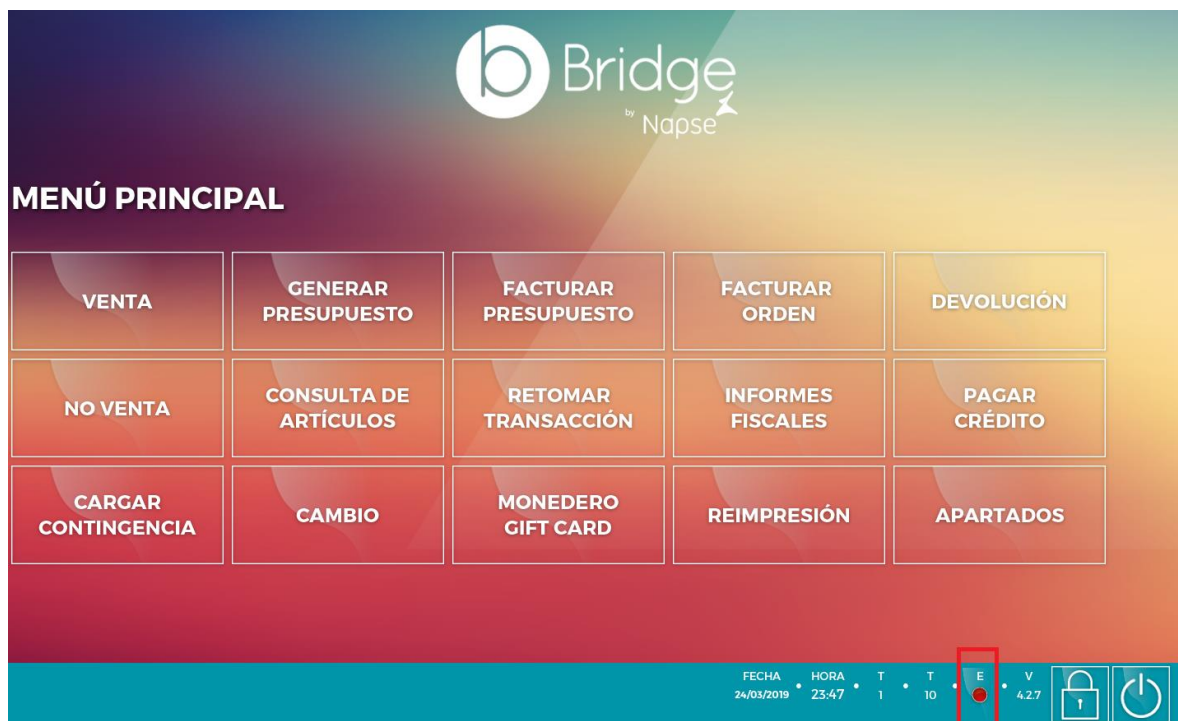 b Bridge
by Napse
MENÚ PRINCIPAL
VENTA
GENERAR
PRESUPUESTO
FACTURAR
PRESUPUESTO
FACTURAR
ORDEN
DEVOLUCIÓN
NO VENTA
CONSULTA DE
ARTÍCULOS
RETOMAR
TRANSACCIÓN
INFORMES
FISCALES
PAGAR
CRÉDITO
CARGAR
CONTINGENCIA
CAMBIO
MONEDERO
GIFT CARD
REIMPRESIÓN
APARTADOS
FECHA HORA T T E V
24/03/2019 23:47 1 10 4.2.7